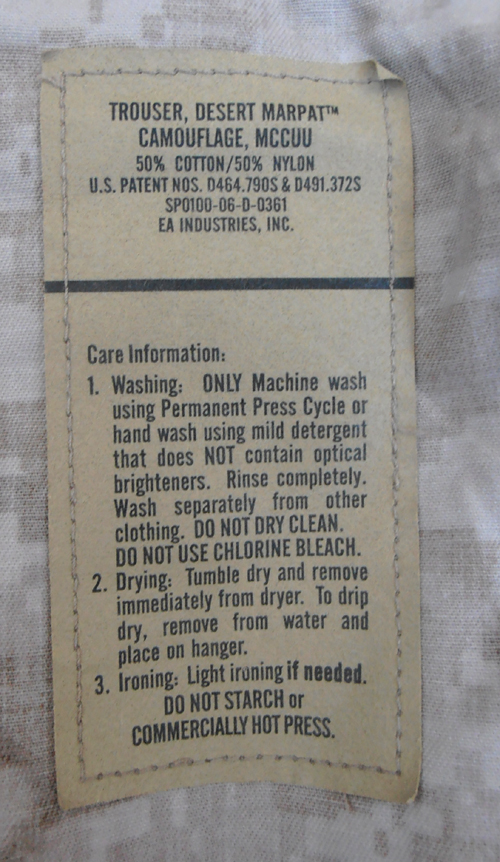 TROUSER, DESERT MARPAT™
CAMOUFLAGE, MCCUU
50% COTTON/50% NYLON
U.S. PATENT NOS. D464.790S & D491.372S
SPO100-06-D-0361
EA INDUSTRIES, INC.
Care Information:
1. Washing: ONLY Machine wash
using Permanent Press Cycle or
hand wash using mild detergent
that does NOT contain optical
brighteners. Rinse completely.
Wash separately from other
clothing. DO NOT DRY CLEAN.
DO NOT USE CHLORINE BLEACH.
2. Drying: Tumble dry and remove
immediately from dryer. To drip
dry, remove from water and
place on hanger.
3. Ironing: Light ironing if needed.
DO NOT STARCH or
COMMERCIALLY HOT PRESS.